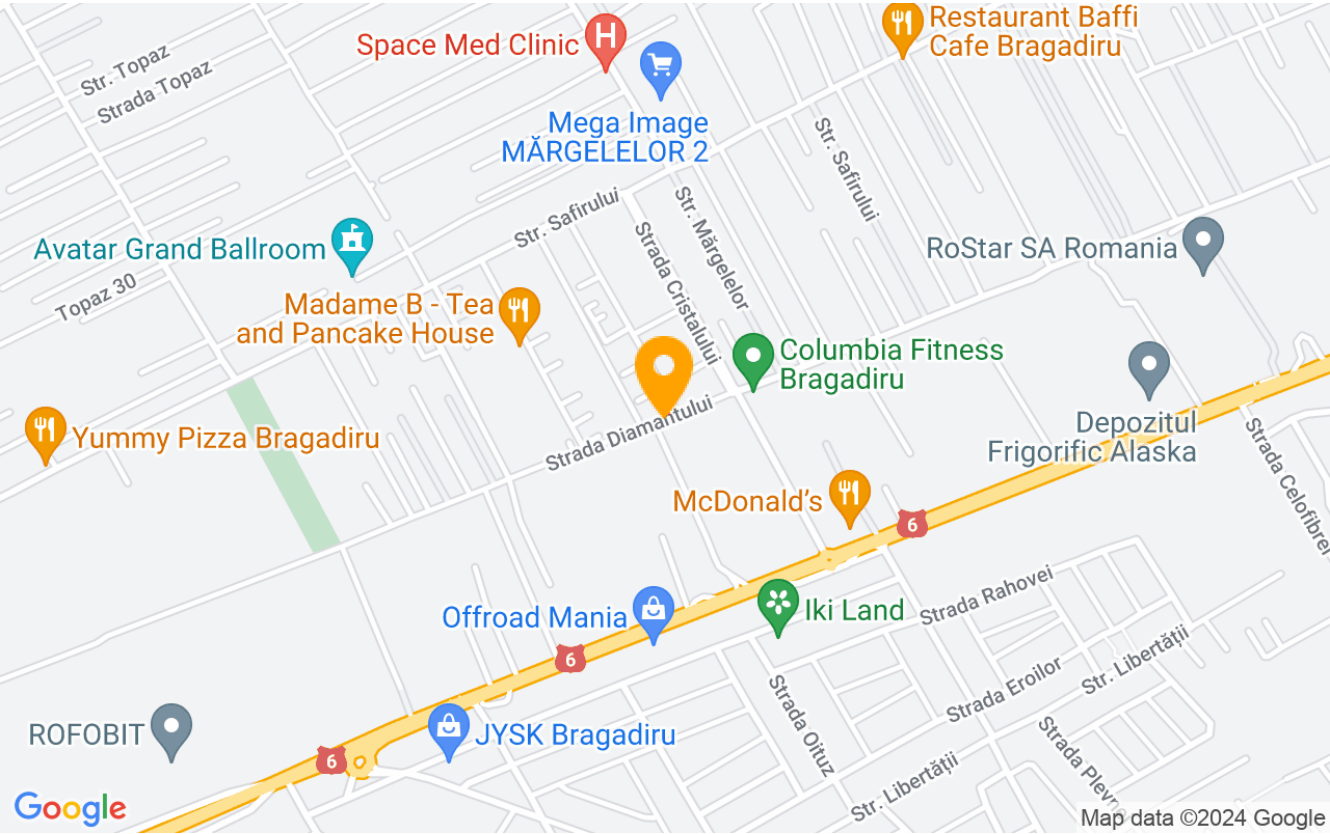 Restaurant Baffi
Cafe Bragadiru
Space Med Clinic
H
Str. Topaz
Strada Topaz
Mega Image
MĂRGELELOR 2
Str. Safirului
Str. Safirului
Str. Mărgelelor
Strada Cristalului
Avatar Grand Ballroom
RoStar SA Romania
Topaz 30
Madame B - Tea
and Pancake House
Columbia Fitness
Bragadiru
Strada Diamantului
Depozitul
Frigorific Alaska
Yummy Pizza Bragadiru
Strada Celofibrei
McDonald's
6
Strada Rahovei
Iki Land
Offroad Mania
6
Str. Libertății
Strada Eroilor
Strada Oituz
ROFOBIT
JYSK Bragadiru
6
Str. Libertății
Google
Map data ©2024 Google